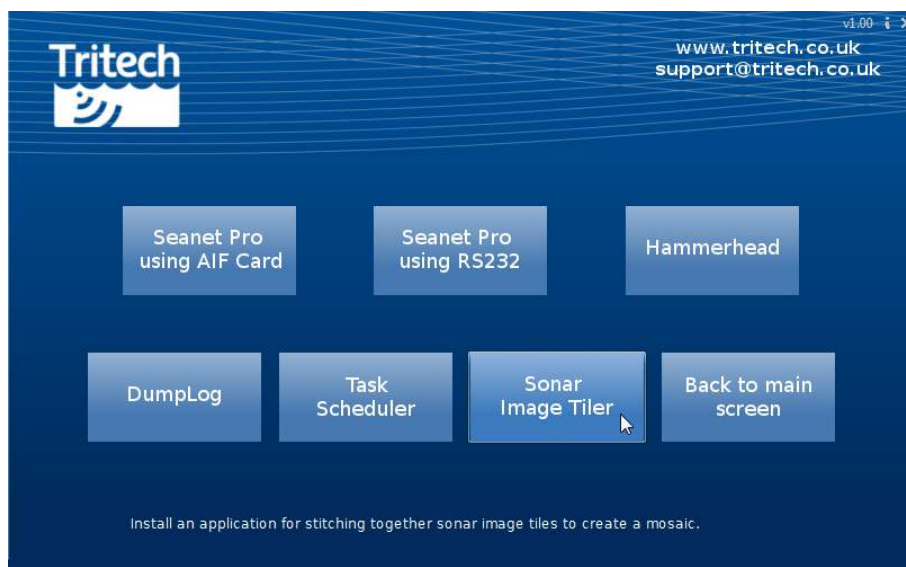 v1.00 i X
www.tritech.co.uk
support@tritech.co.uk
Tritech
Seanet Pro
using AIF Card
Seanet Pro
using RS232
Hammerhead
DumpLog
Task
Scheduler
Sonar
Image Tiler
Back to main
screen
Install an application for stitching together sonar image tiles to create a mosaic.